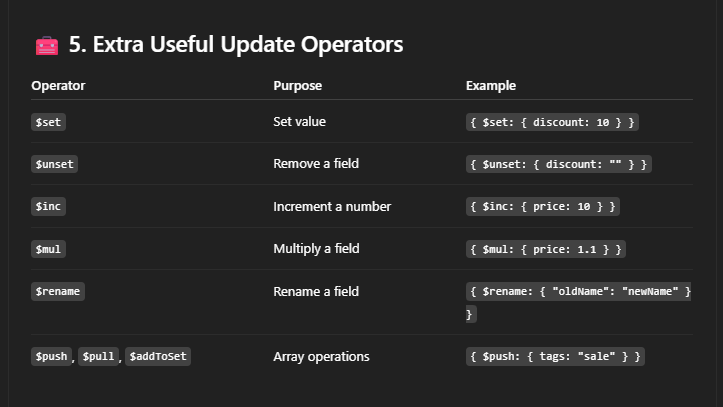 🧰 5. Extra Useful Update Operators
Operator Purpose Example
$set Set value { $set: { discount: 10 } }
$unset Remove a field { $unset: { discount: "" } }
$inc Increment a number { $inc: { price: 10 } }
$mul Multiply a field { $mul: { price: 1.1 } }
$rename Rename a field { $rename: { "oldName": "newName" }
}
$push, $pull, $addToSet Array operations { $push: { tags: "sale" } }